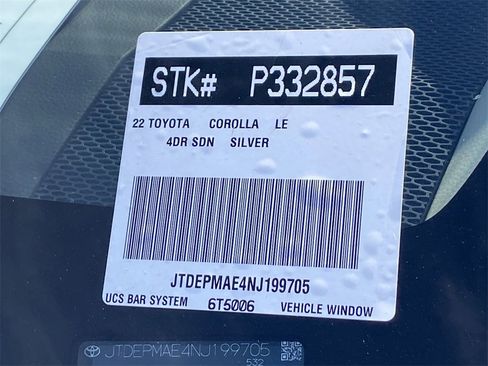 STK# P332857
22 TOYOTA COROLLA LE
4DR SDN SILVER
JTDEPMAE4NJ199705
UCS BAR SYSTEM 6T5006 VEHICLE WINDOW
JTDEPMAE4NJ199705
532